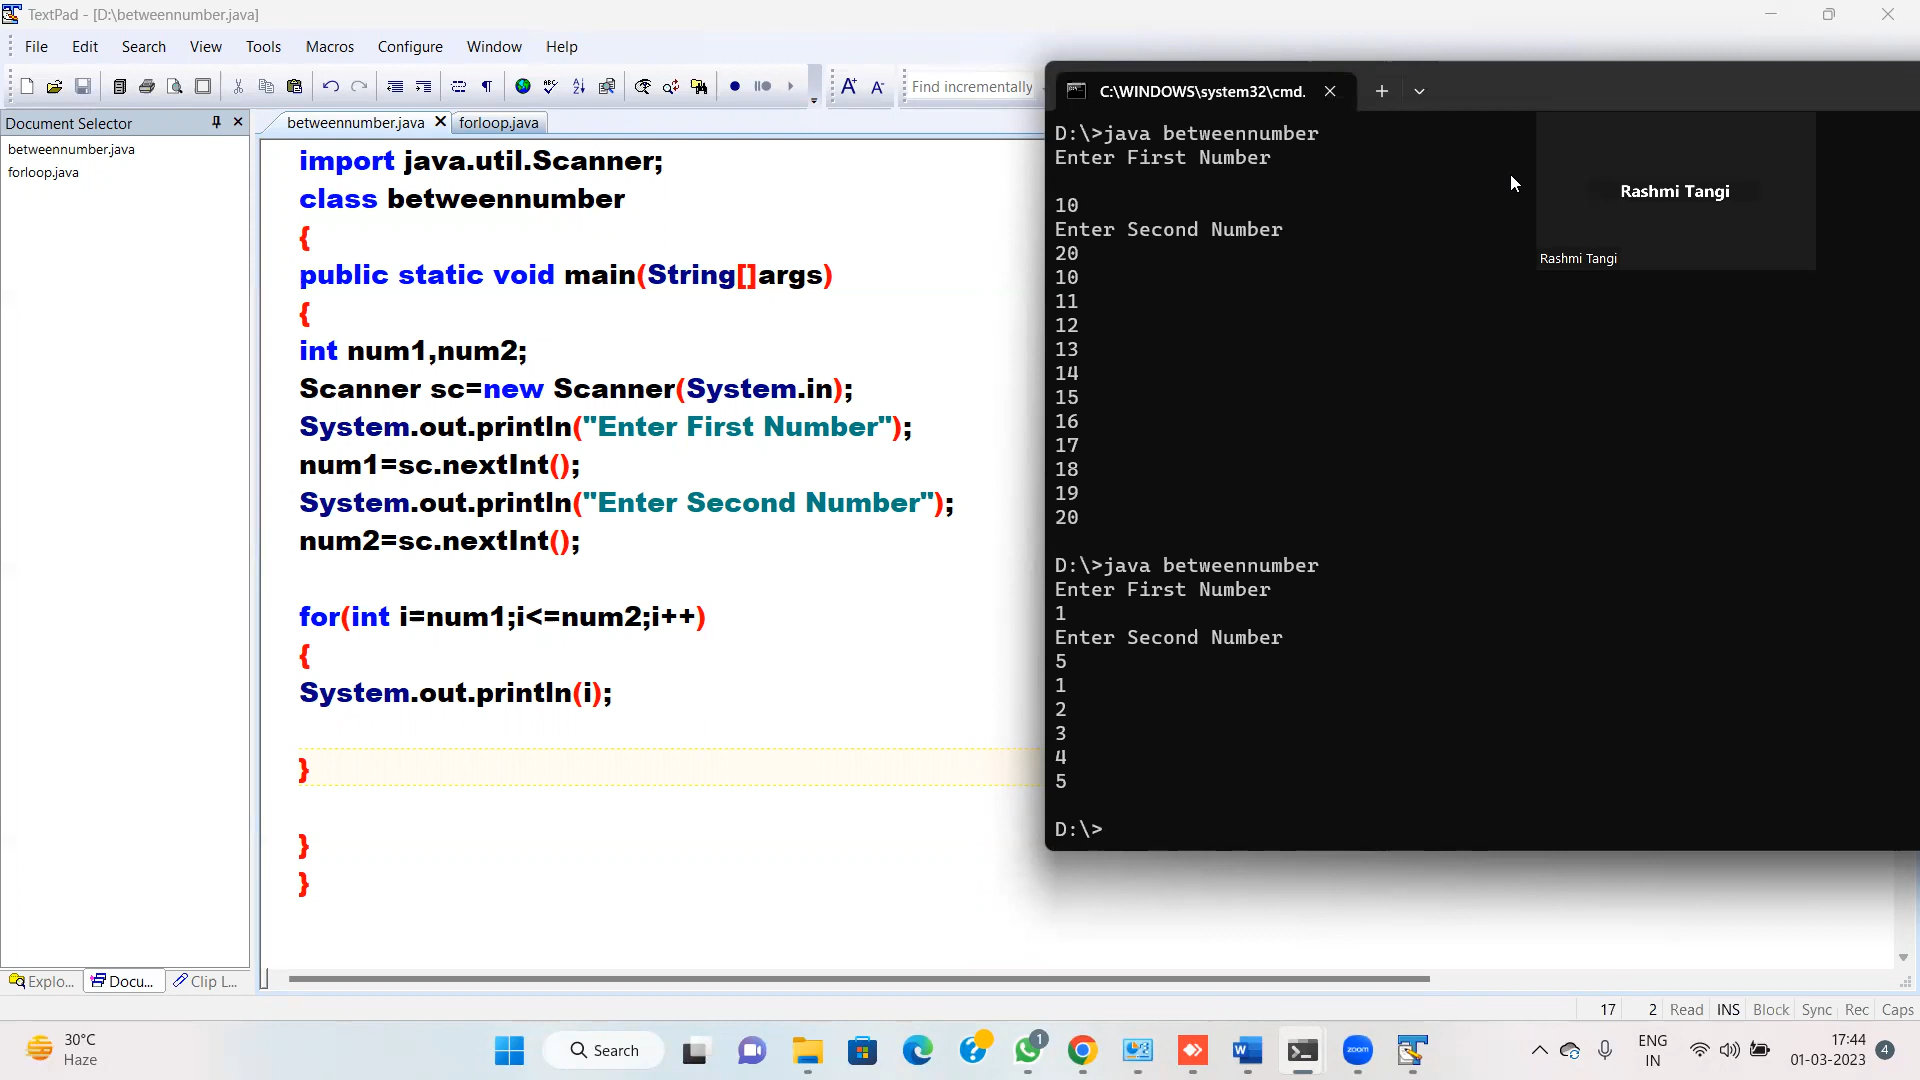 TextPad - [D:\betweennumber.java]
File Edit Search View Tools Macros Configure Window Help
Find incrementally
Document Selector
betweennumber.java
forloop.java
betweennumber.java forloop.java
import java.util.Scanner;
class betweennumber
{
public static void main(String[]args)
{
int num1,num2;
Scanner sc=new Scanner(System.in);
System.out.println("Enter First Number");
num1=sc.nextInt();
System.out.println("Enter Second Number");
num2=sc.nextInt();
for(int i=num1;i<=num2;i++)
{
System.out.println(i);
}
}
}
C:\WINDOWS\system32\cmd.
D:\>java betweennumber
Enter First Number
10
Enter Second Number
20
10
11
12
13
14
15
16
17
18
19
20
D:\>java betweennumber
Enter First Number
1
Enter Second Number
5
1
2
3
4
5
D:\>
Rashmi Tangi
Rashmi Tangi
Explo... Docu... Clip L...
17 2 Read INS Block Sync Rec Caps
30°C
Haze
Search
1
zoom
ENG
IN
17:44
01-03-2023
4